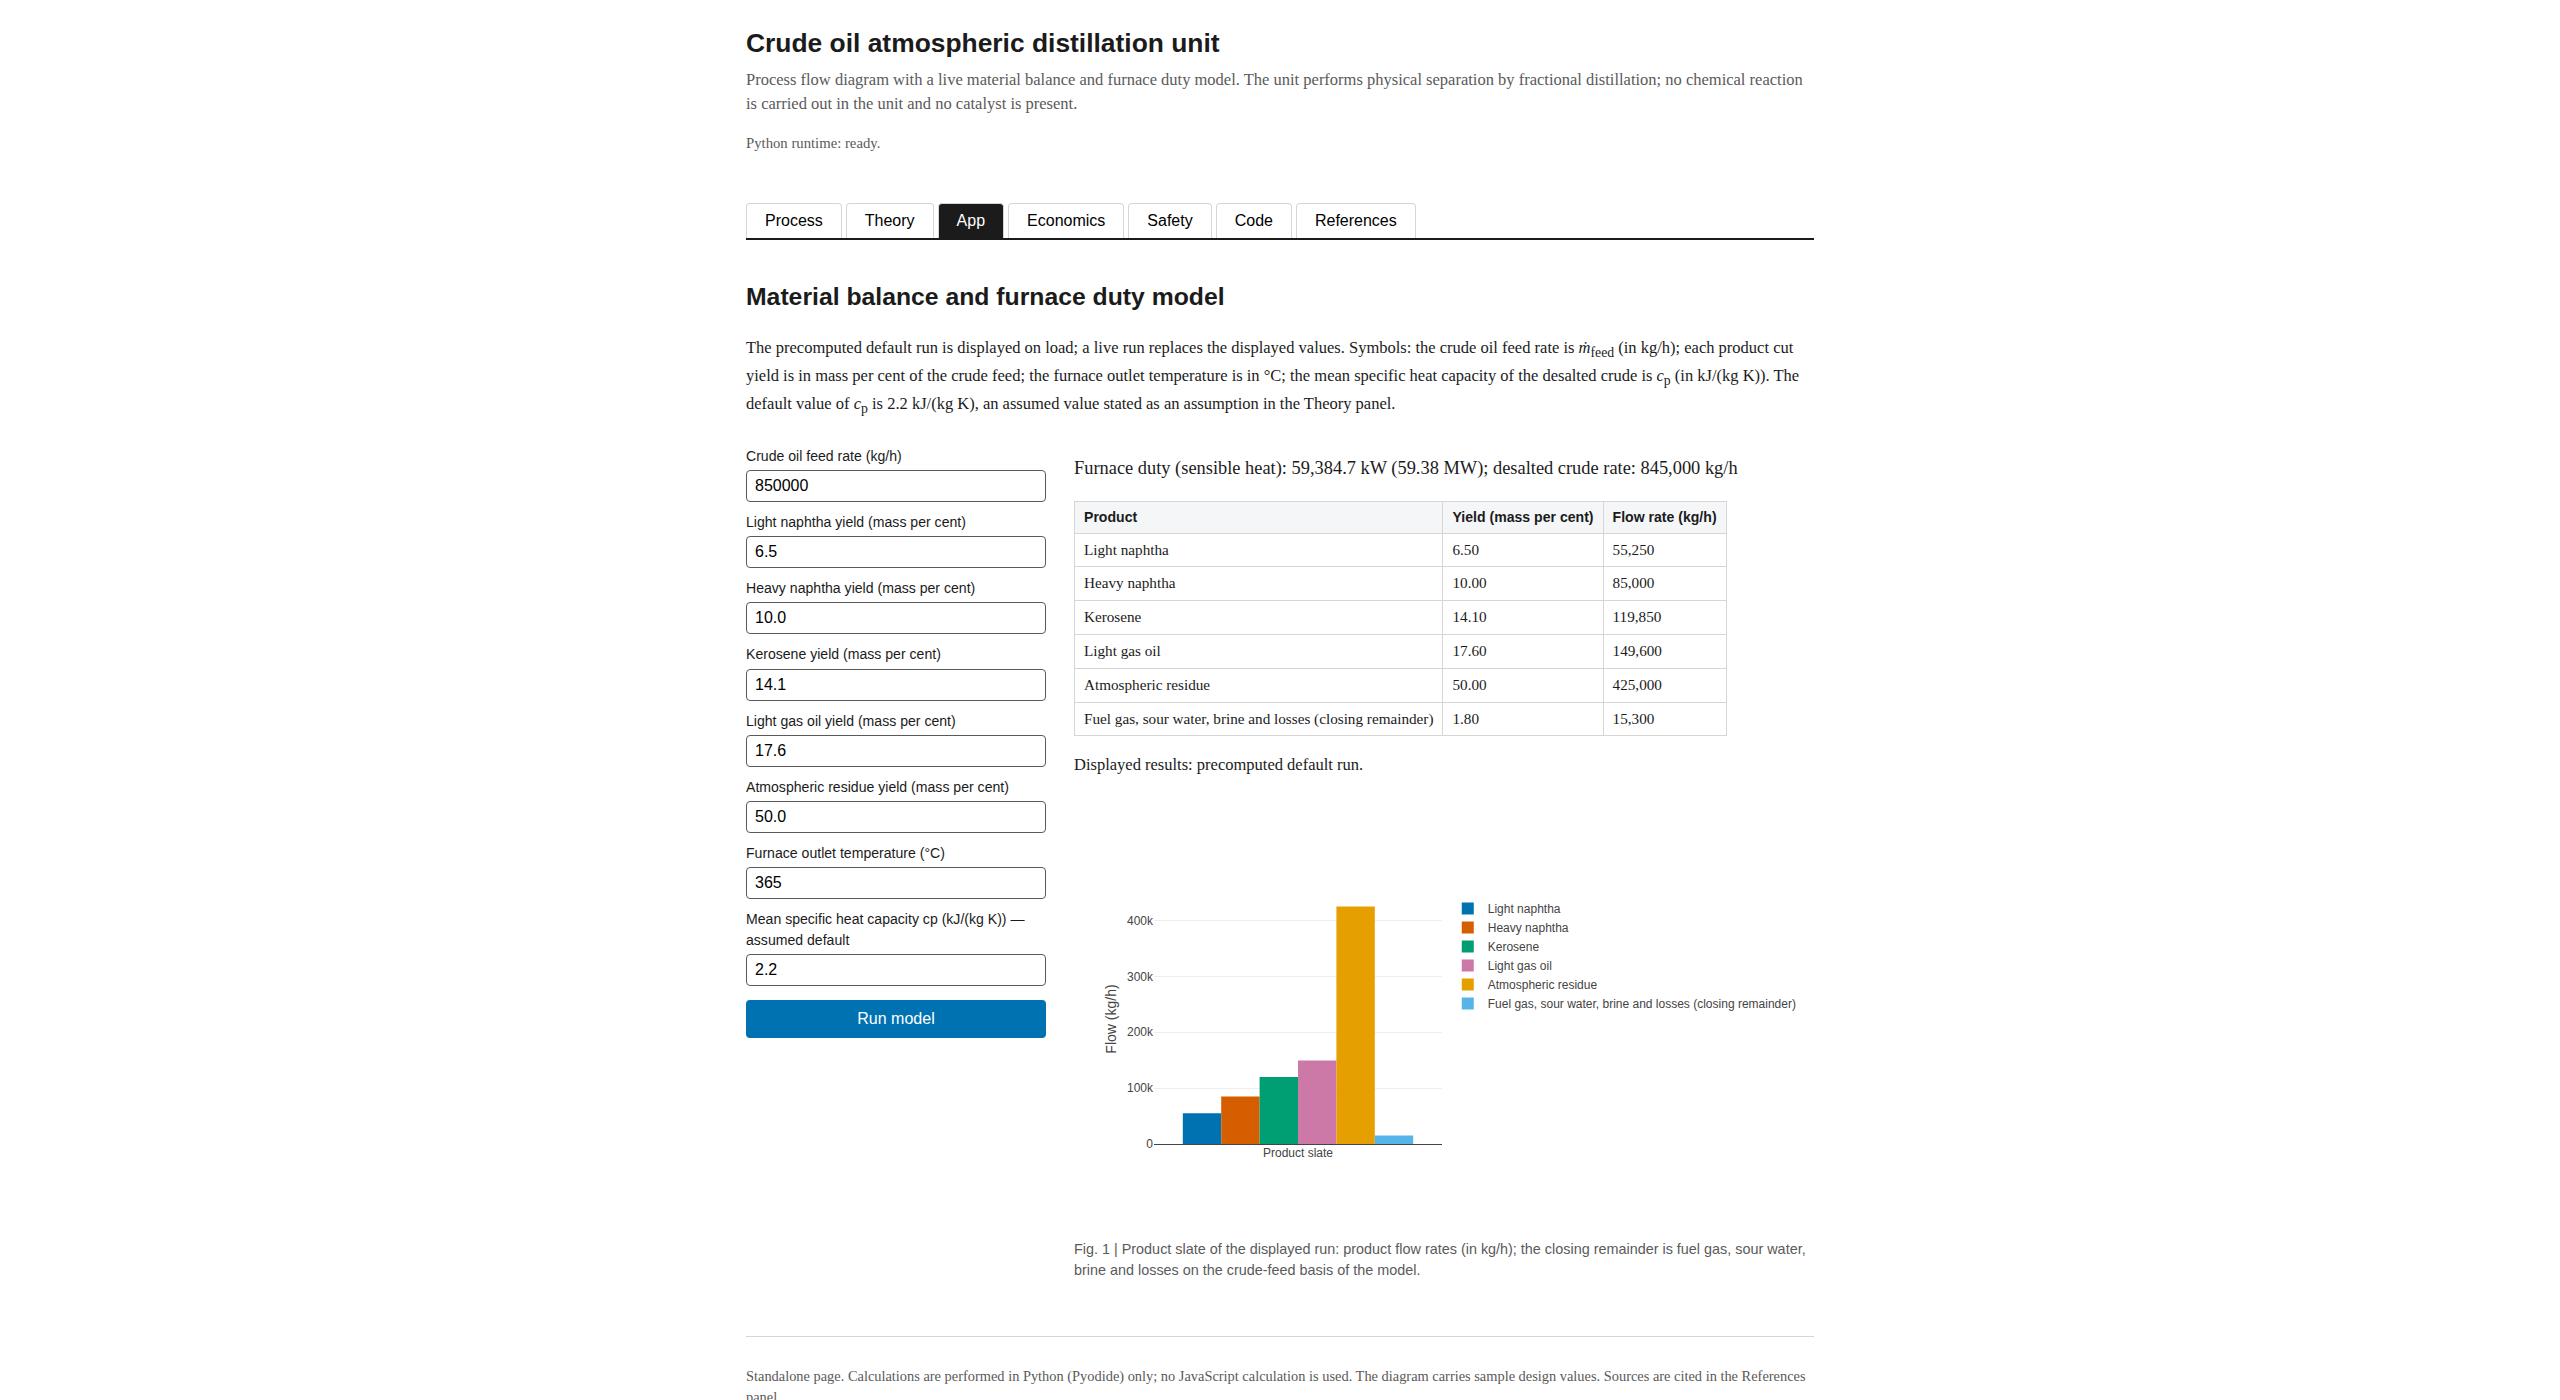 Crude oil atmospheric distillation unit
Process flow diagram with a live material balance and furnace duty model. The unit performs physical separation by fractional distillation; no chemical reaction
is carried out in the unit and no catalyst is present.
Python runtime: ready.
Process Theory App Economics Safety Code References
Material balance and furnace duty model
The precomputed default run is displayed on load; a live run replaces the displayed values. Symbols: the crude oil feed rate is ṁfeed (in kg/h); each product cut
yield is in mass per cent of the crude feed; the furnace outlet temperature is in °C; the mean specific heat capacity of the desalted crude is cp (in kJ/(kg K)). The
default value of cp is 2.2 kJ/(kg K), an assumed value stated as an assumption in the Theory panel.
Crude oil feed rate (kg/h)
850000
Light naphtha yield (mass per cent)
6.5
Heavy naphtha yield (mass per cent)
10.0
Kerosene yield (mass per cent)
14.1
Light gas oil yield (mass per cent)
17.6
Atmospheric residue yield (mass per cent)
50.0
Furnace outlet temperature (°C)
365
Mean specific heat capacity cp (kJ/(kg K)) —
assumed default
2.2
Run model
Furnace duty (sensible heat): 59,384.7 kW (59.38 MW); desalted crude rate: 845,000 kg/h
Product Yield (mass per cent) Flow rate (kg/h)
Light naphtha 6.50 55,250
Heavy naphtha 10.00 85,000
Kerosene 14.10 119,850
Light gas oil 17.60 149,600
Atmospheric residue 50.00 425,000
Fuel gas, sour water, brine and losses (closing remainder) 1.80 15,300
Displayed results: precomputed default run.
400k
300k
200k
100k
0
Flow (kg/h)
Product slate
Light naphtha
Heavy naphtha
Kerosene
Light gas oil
Atmospheric residue
Fuel gas, sour water, brine and losses (closing remainder)
Fig. 1 | Product slate of the displayed run: product flow rates (in kg/h); the closing remainder is fuel gas, sour water,
brine and losses on the crude-feed basis of the model.
Standalone page. Calculations are performed in Python (Pyodide) only; no JavaScript calculation is used. The diagram carries sample design values. Sources are cited in the References
panel.